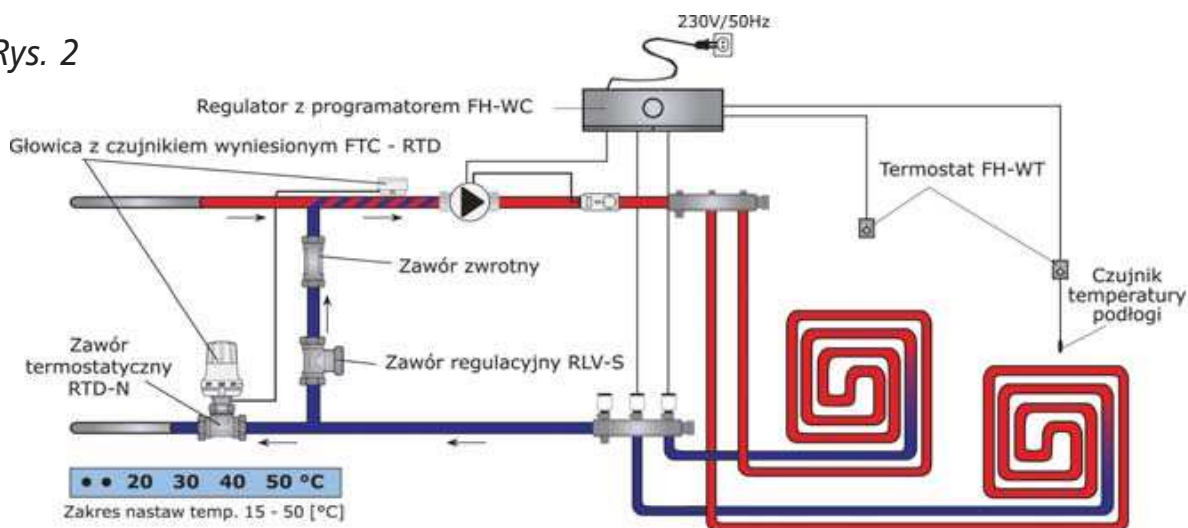 Rys. 2
230V/50Hz
Regulator z programatorem FH-WC
Głowica z czujnikiem wyniesionym FTC - RTD
Termostat FH-WT
Zawór zwrotny
Czujnik
temperatury
podłogi
Zawór
termostatyczny
RTD-N
Zawór regulacyjny RLV-S
• • 20 30 40 50 °C
Zakres nastaw temp. 15 - 50 [°C]